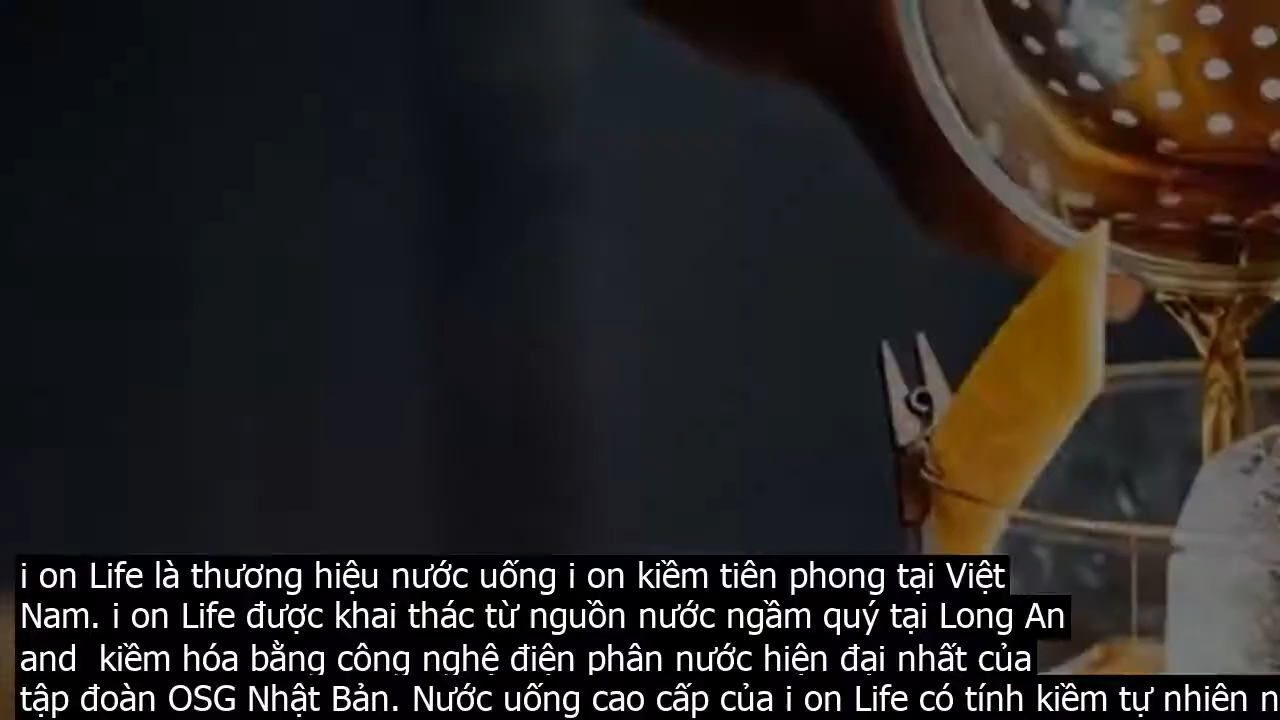 i on Life là thương hiệu nước uống i on kiềm tiên phong tại Việt
Nam. i on Life được khai thác từ nguồn nước ngầm quý tại Long An
and  kiềm hóa bằng công nghệ điện phân nước hiện đại nhất của
tập đoàn OSG Nhật Bản. Nước uống cao cấp của i on Life có tính kiềm tự nhiên n